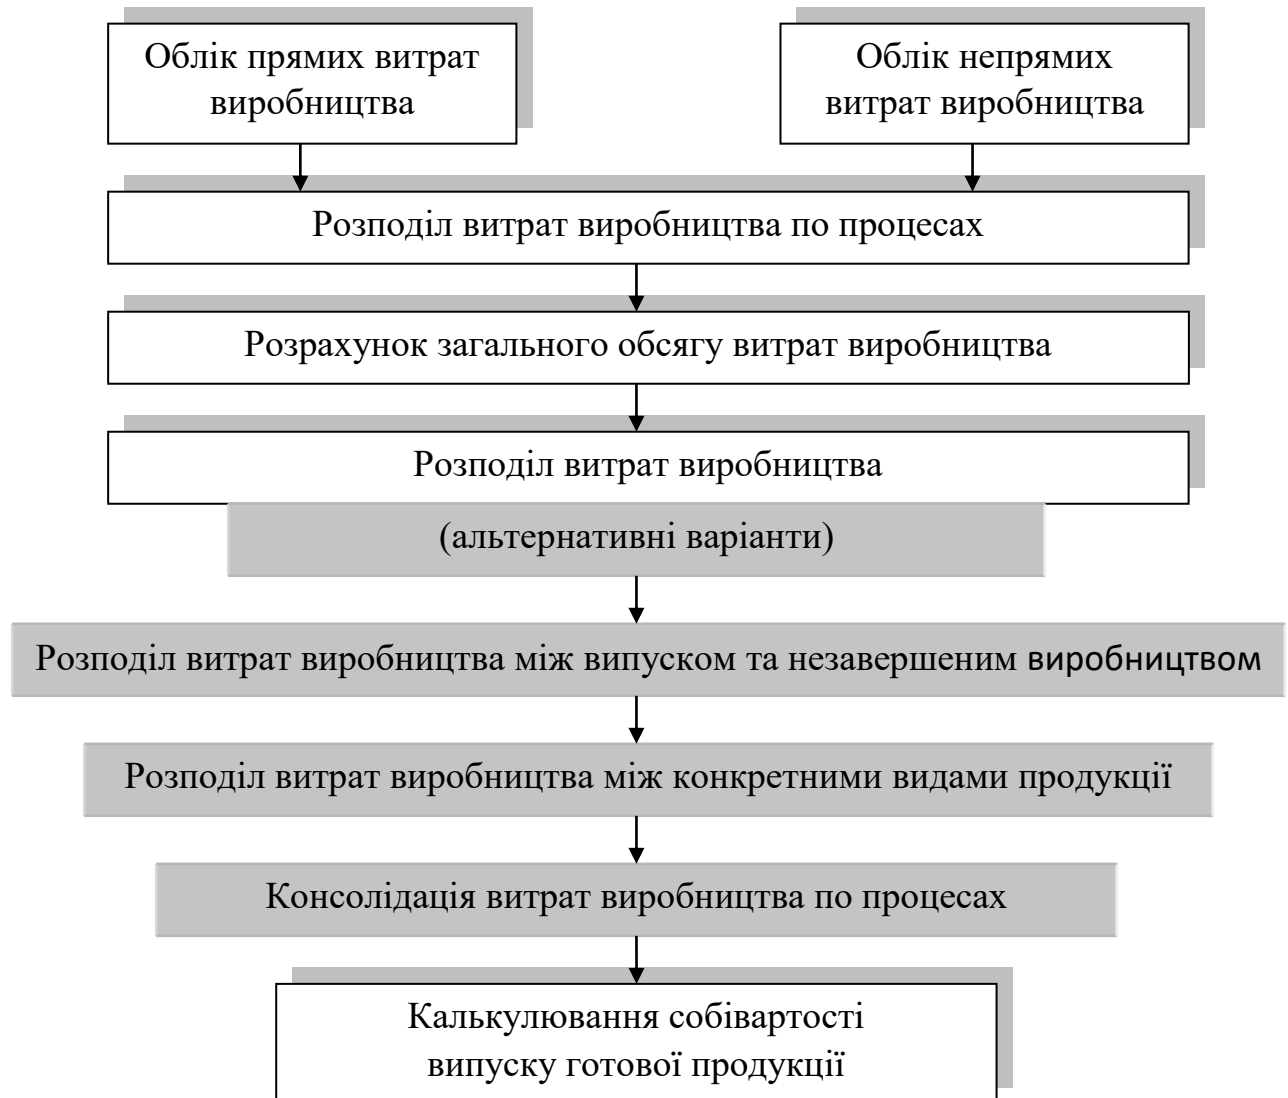 Облік прямих витрат
виробництва
Облік непрямих
витрат виробництва
Розподіл витрат виробництва по процесах
Розрахунок загального обсягу витрат виробництва
Розподіл витрат виробництва
(альтернативні варіанти)
Розподіл витрат виробництва між випуском та незавершеним виробництвом
Розподіл витрат виробництва між конкретними видами продукції
Консолідація витрат виробництва по процесах
Калькулювання собівартості
випуску готової продукції